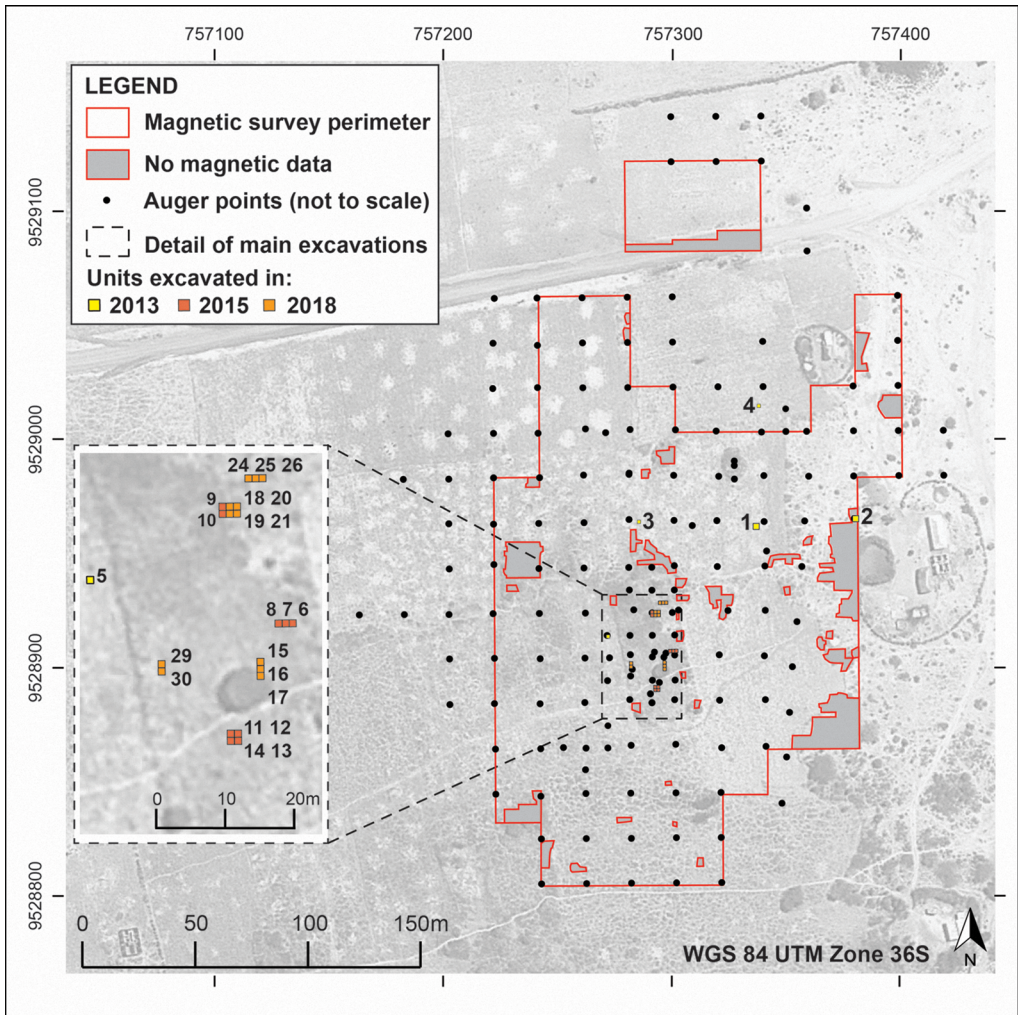 757100 757200 757300 757400
LEGEND
Magnetic survey perimeter
No magnetic data
Auger points (not to scale)
Detail of main excavations
Units excavated in:
2013 2015 2018
9529100
9529000
9528900
9528800
4
3
1
2
24 25 26
9 18 20
10 19 21
5
8 7 6
29
30
15
16
17
11 12
14 13
0 10 20m
0 50 100 150m
WGS 84 UTM Zone 36S
N